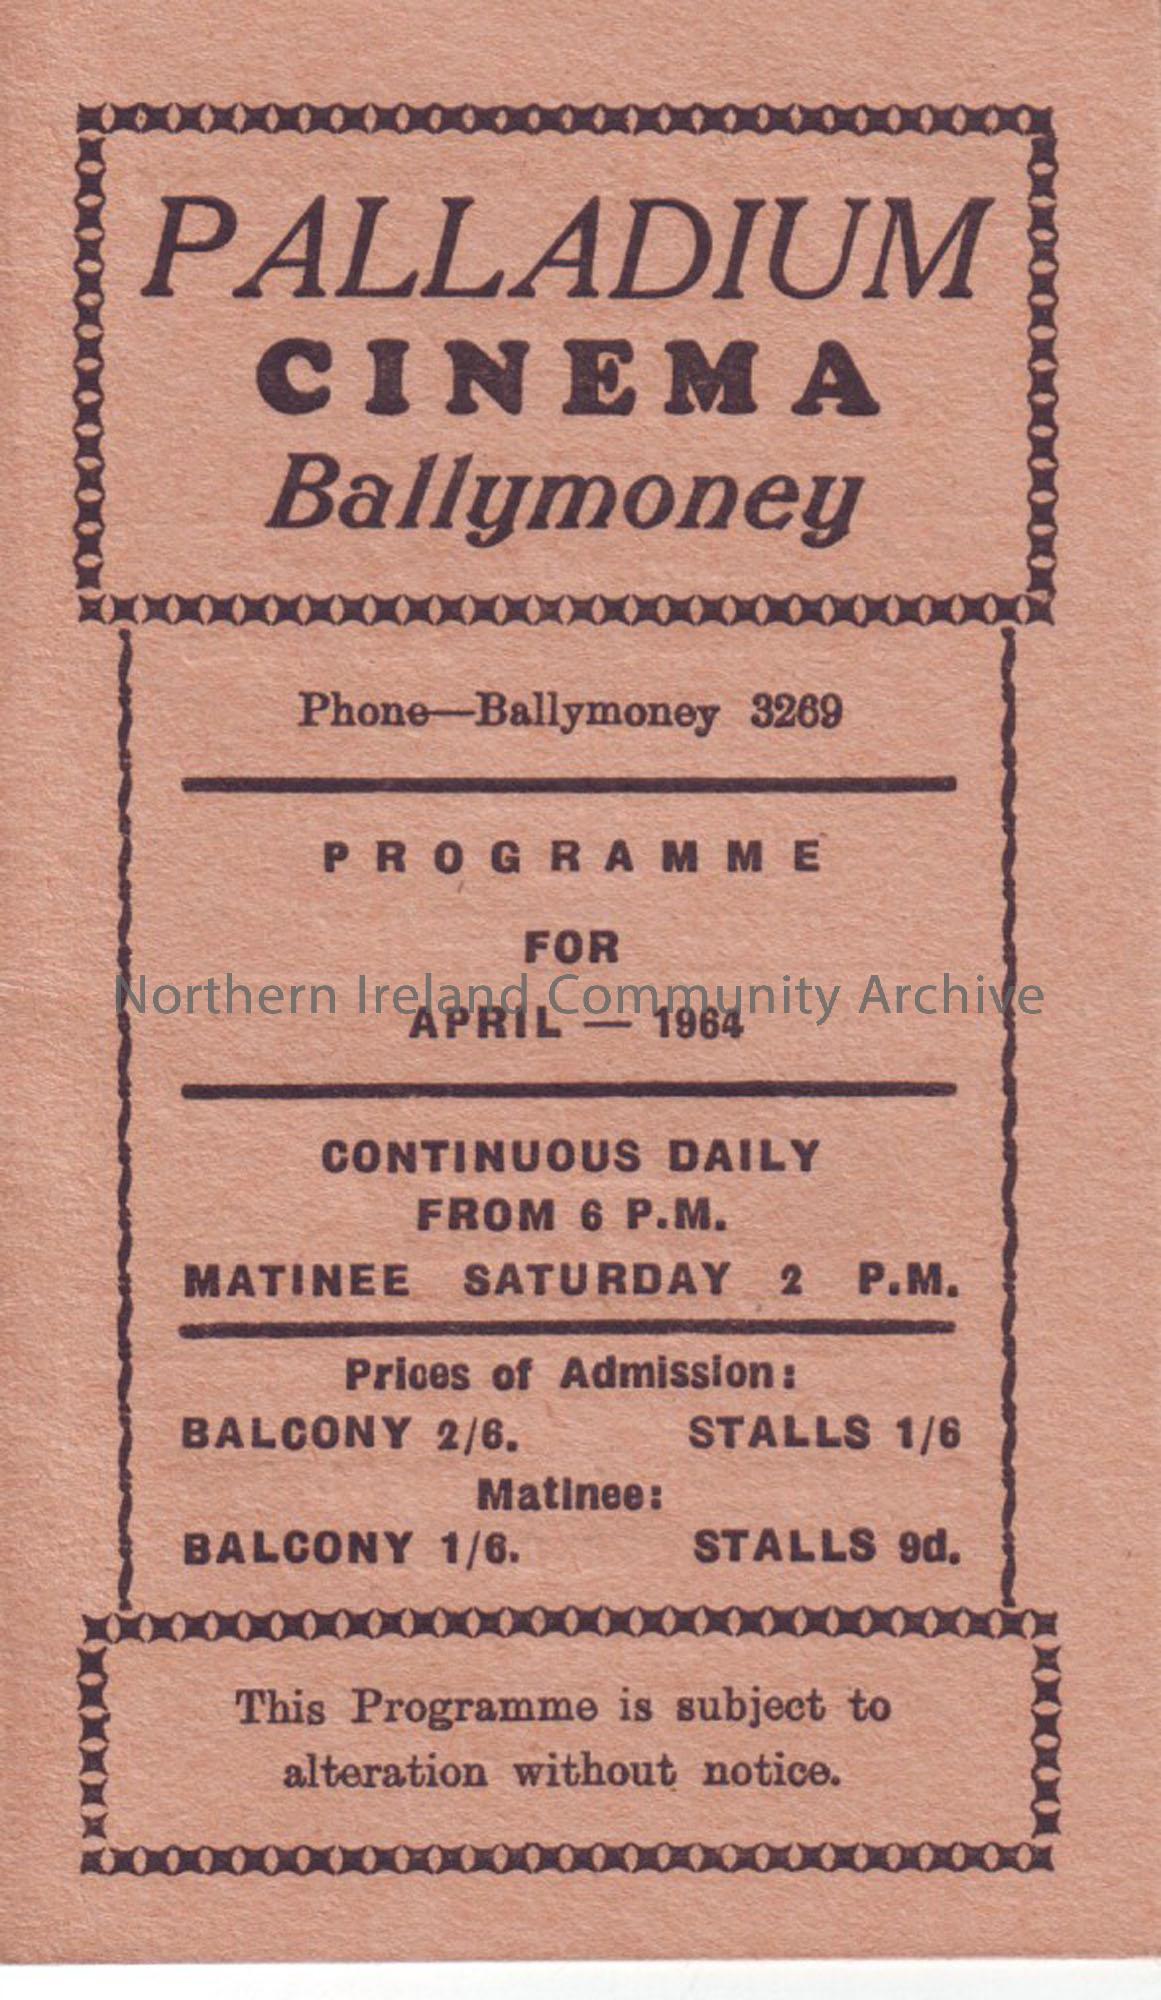 PALLADIUM
CINEMA
Ballymoney
Phone—Ballymoney 3269
PROGRAMME
FOR
Northern Ireland Community Archive
APRIL — 1964
CONTINUOUS DAILY
FROM 6 P.M.
MATINEE SATURDAY 2 P.M.
Prices of Admission:
BALCONY 2/6. STALLS 1/6
Matinee:
BALCONY 1/6. STALLS 9d.
This Programme is subject to
alteration without notice.